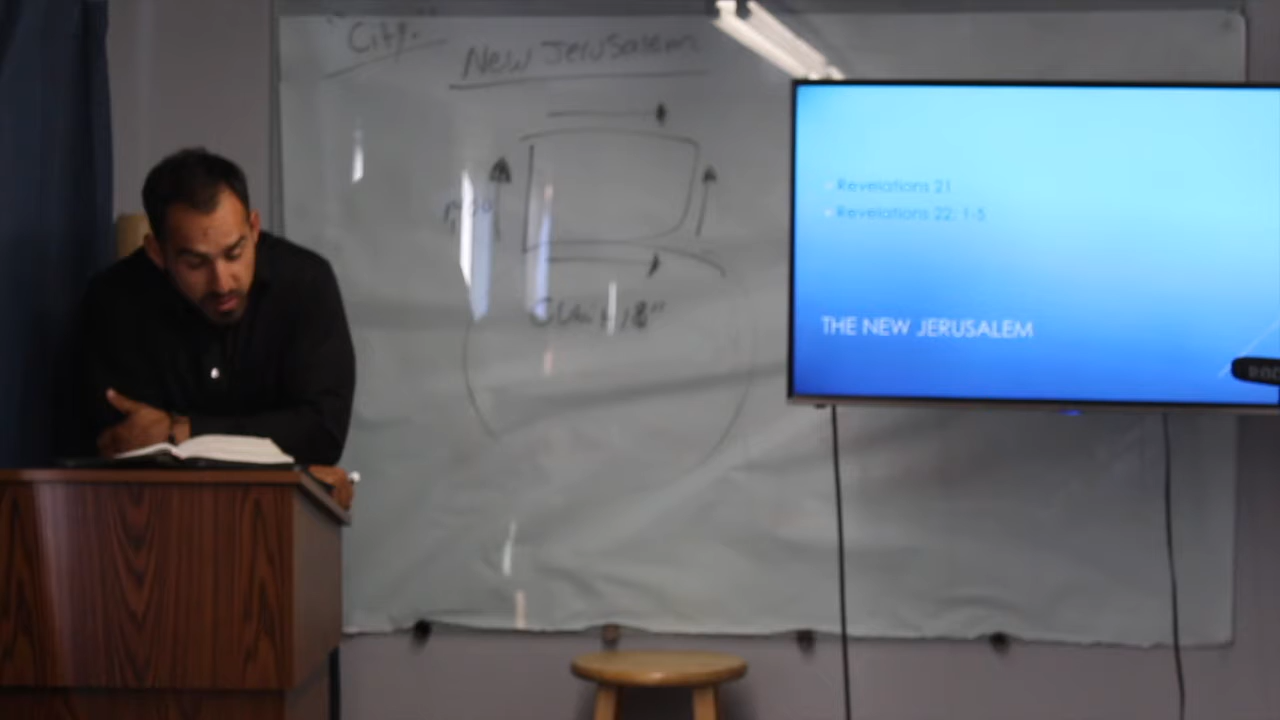 "City"
New Jerusalem
Revelations 21
Revelations 22: 1-5
THE NEW JERUSALEM